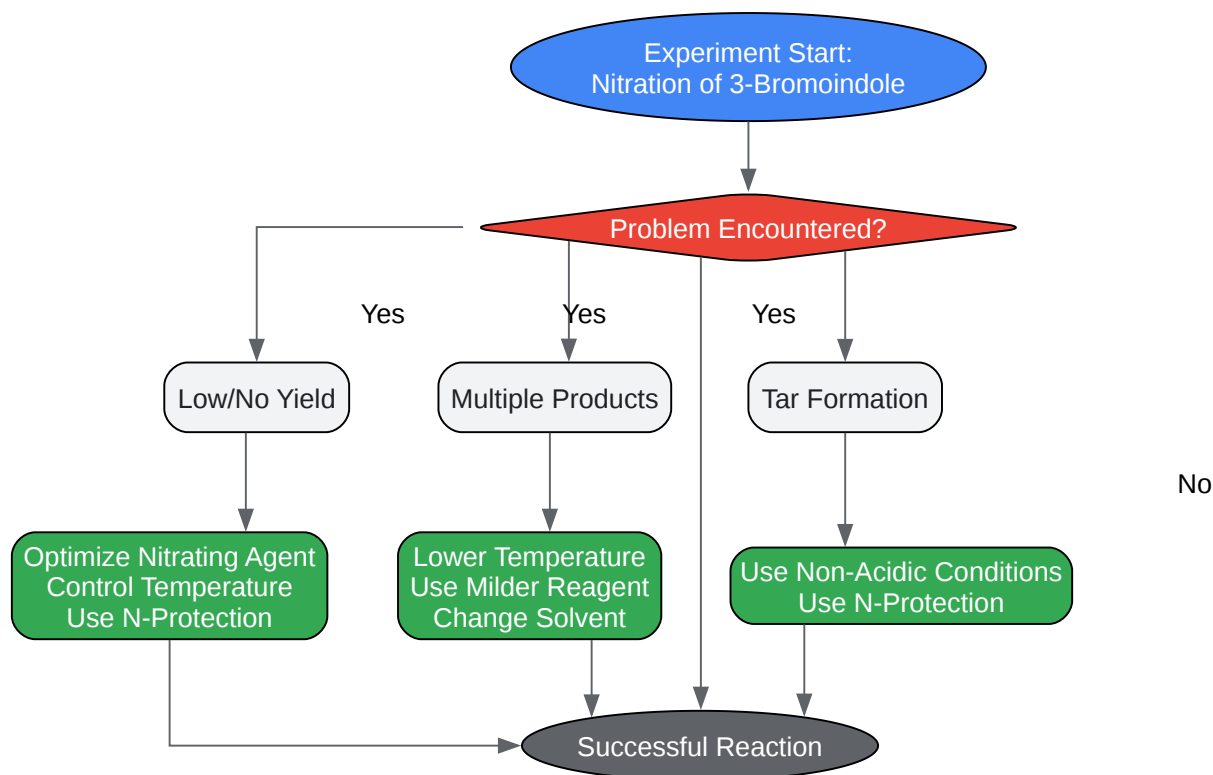 Experiment Start:
Nitration of 3-Bromoindole
Problem Encountered?
Yes
Yes
Yes
Low/No Yield
Multiple Products
Tar Formation
No
Optimize Nitrating Agent
Control Temperature
Use N-Protection
Lower Temperature
Use Milder Reagent
Change Solvent
Use Non-Acidic Conditions
Use N-Protection
Successful Reaction